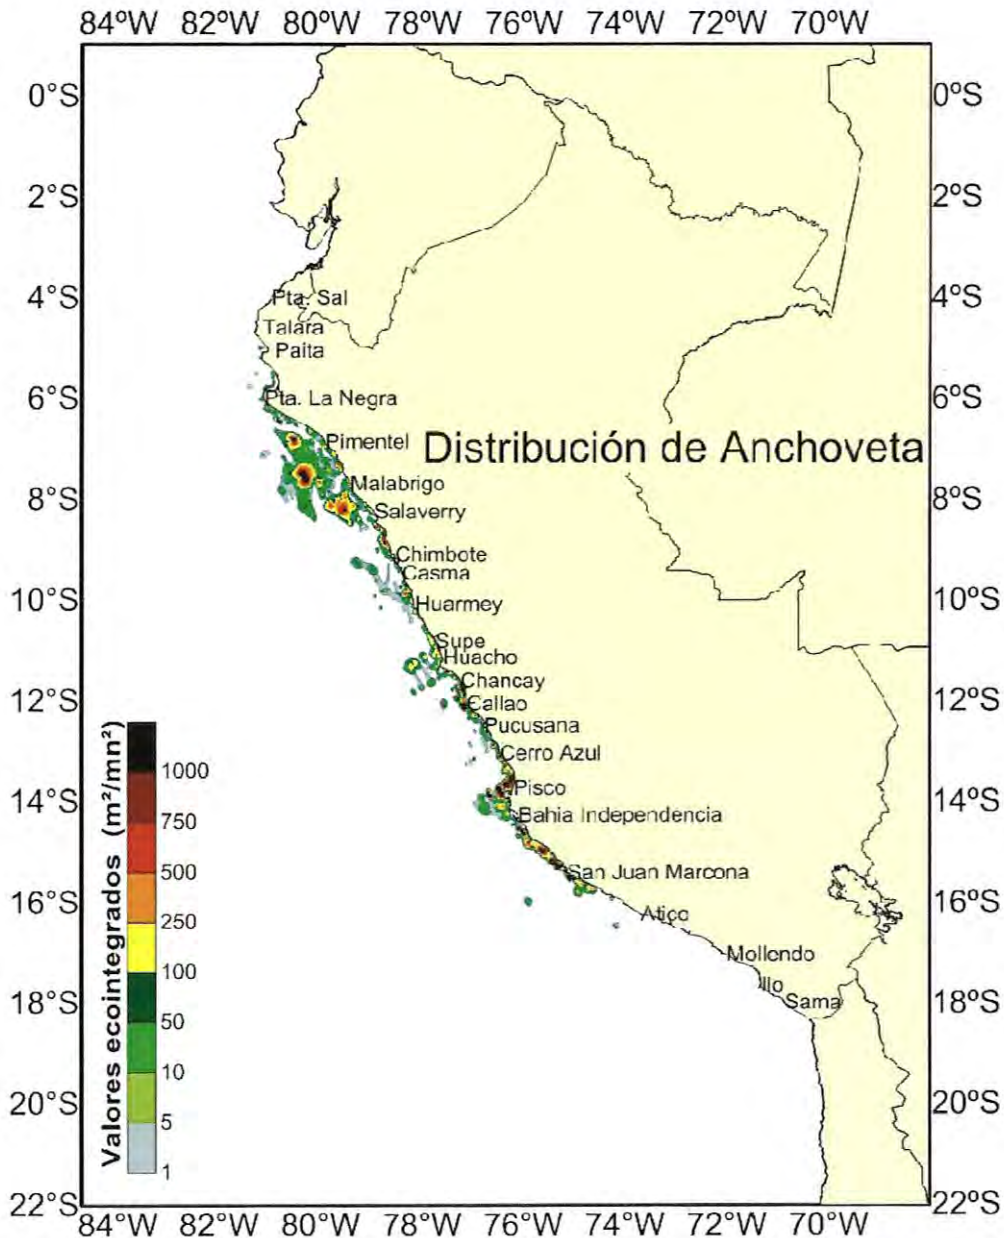 84ºW 82ºW 80ºW 78ºW 76ºW 74ºW 72ºW 70ºW
0ºS 0ºS
2ºS 2ºS
4ºS Pta. Sal 4ºS
Talara
Paita
6ºS Pta. La Negra 6ºS
Pimentel Distribución de Anchoveta
8ºS Malabrigo 8ºS
Salaverry
Chimbote
Casma
10ºS Huarmey 10ºS
Supe
Huacho
Chancay
12ºS Callao 12ºS
Pucusana
Cerro Azul
Pisco
14ºS 14ºS
Bahia Independencia
San Juan Marcona
16ºS Atico 16ºS
Mollendo
Ilo
18ºS Sama 18ºS
20ºS 20ºS
22ºS 22ºS
84ºW 82ºW 80ºW 78ºW 76ºW 74ºW 72ºW 70ºW
Valores ecointegrados (m²/mn²)
1000
750
500
250
100
50
10
5
1